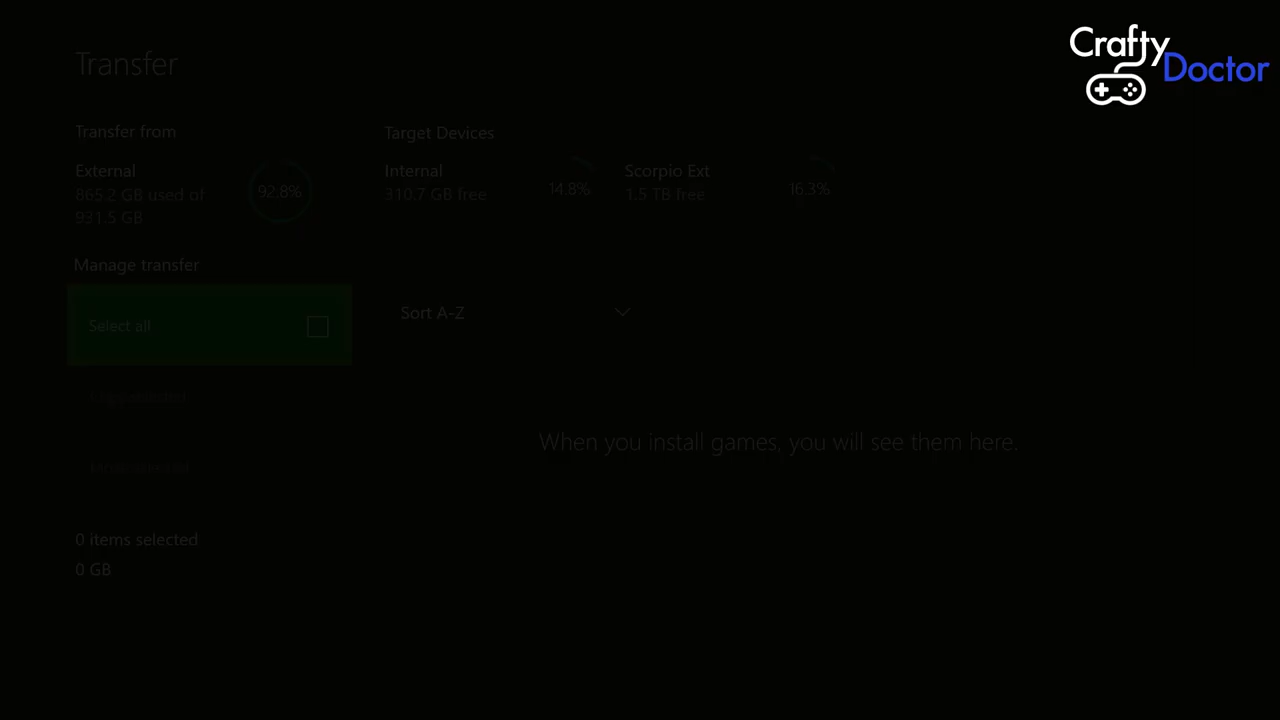 Crafty
Doctor
Transfer
Transfer from
External
865.2 GB used of
931.5 GB
92.8%
Target Devices
Internal
310.7 GB free
14.8%
Scorpio Ext
1.5 TB free
16.3%
Manage transfer
Select all
Sort A-Z
When you install games, you will see them here.
0 items selected
0 GB